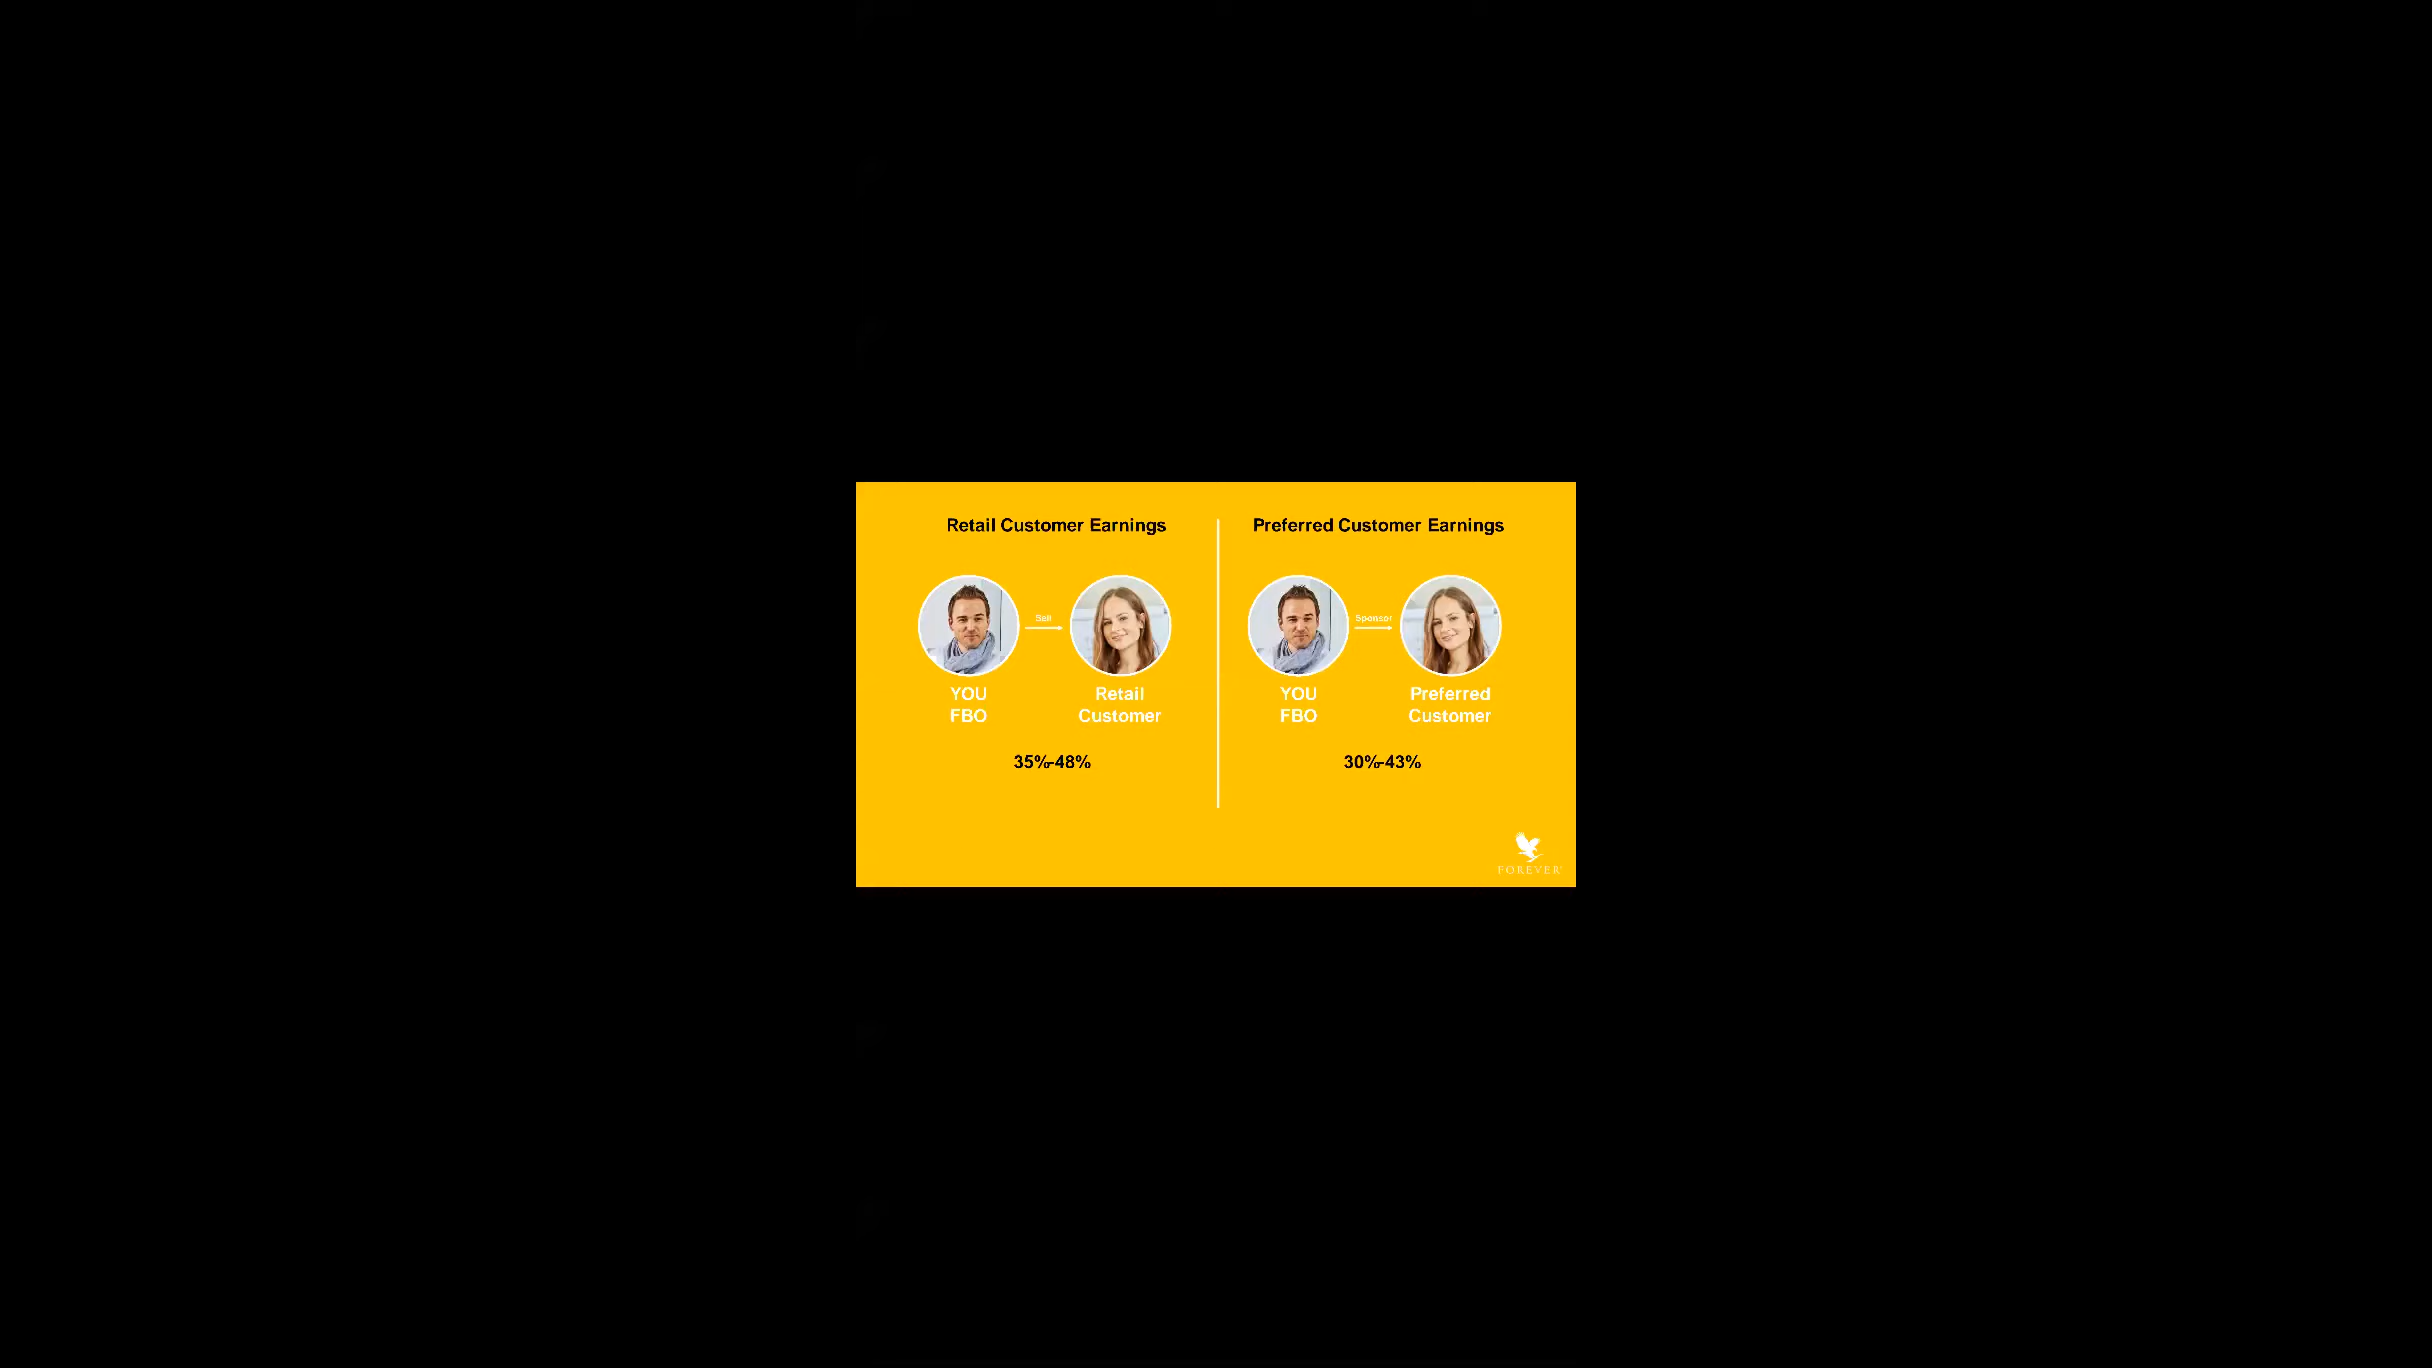 Retail Customer Earnings
Sell
YOU
FBO
Retail
Customer
35%-48%
Preferred Customer Earnings
Sponsor
YOU
FBO
Preferred
Customer
30%-43%
FOREVER